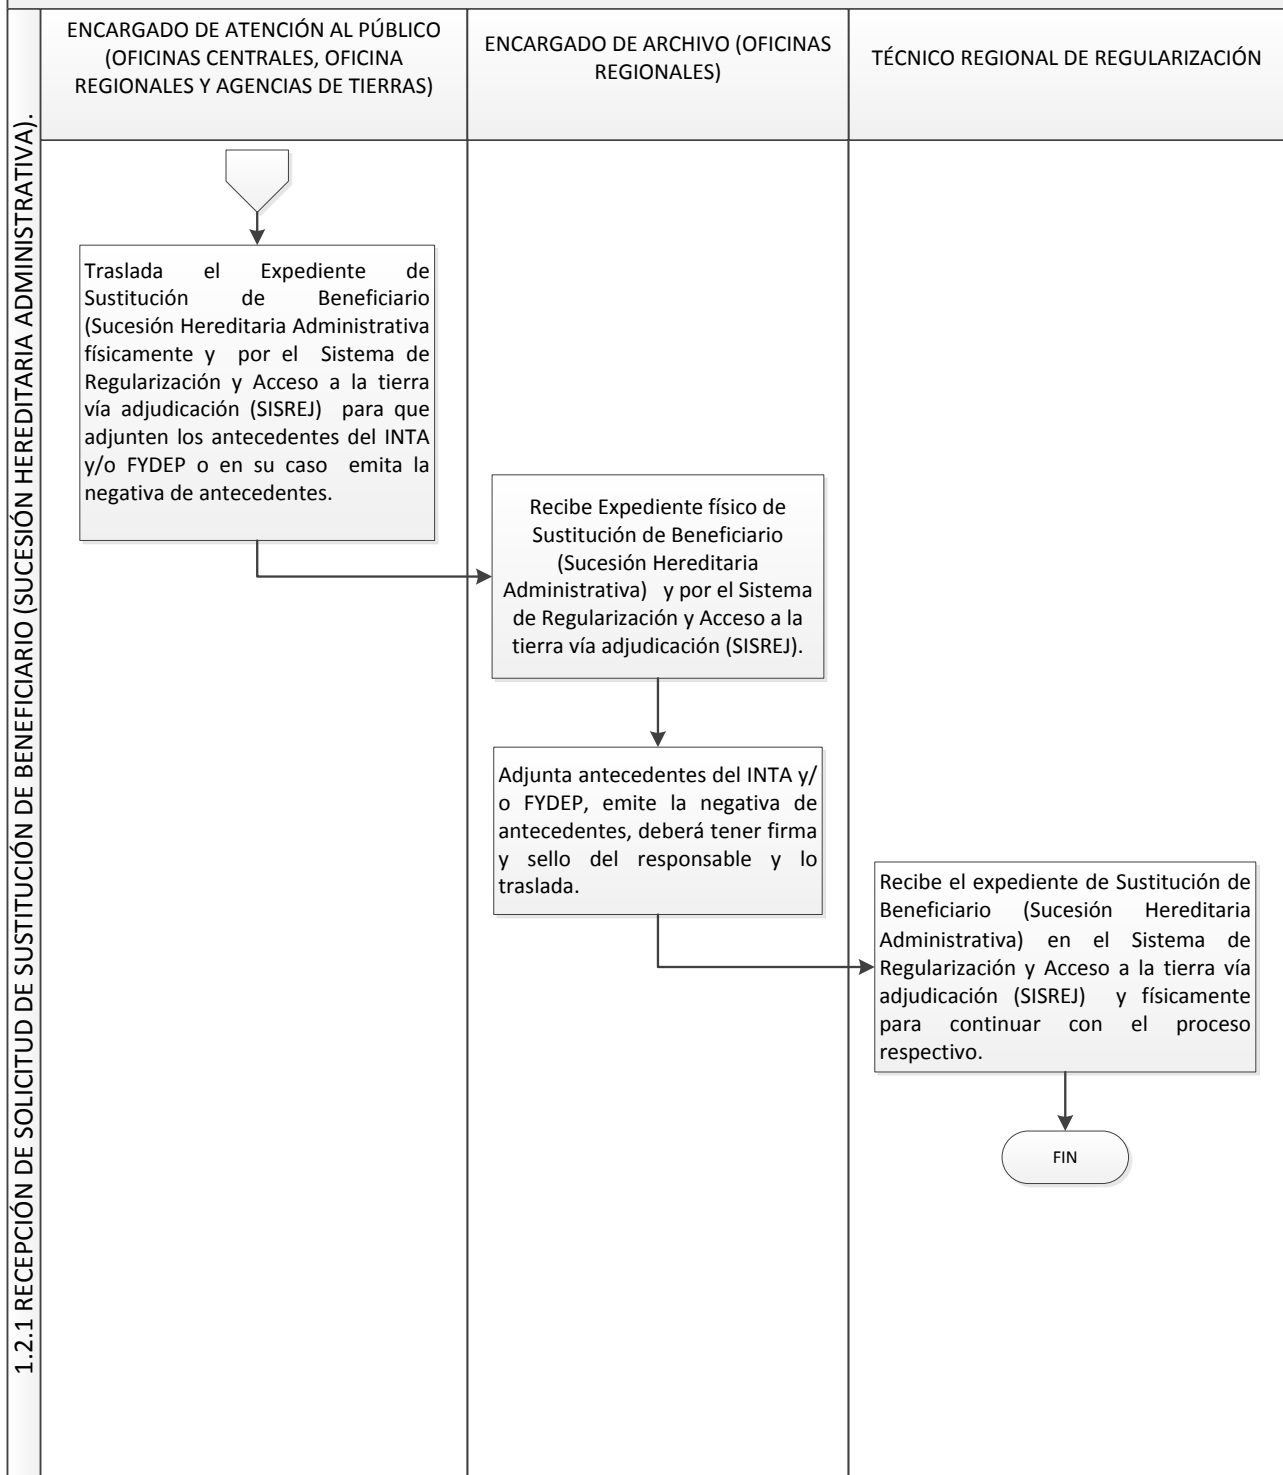 1.2.1 RECEPCIÓN DE SOLICITUD DE SUSTITUCIÓN DE BENEFICIARIO (SUCESIÓN HEREDITARIA ADMINISTRATIVA).
ENCARGADO DE ATENCIÓN AL PÚBLICO
(OFICINAS CENTRALES, OFICINA
REGIONALES Y AGENCIAS DE TIERRAS)
ENCARGADO DE ARCHIVO (OFICINAS
REGIONALES)
TÉCNICO REGIONAL DE REGULARIZACIÓN
Traslada el Expediente de
Sustitución de Beneficiario
(Sucesión Hereditaria Administrativa
físicamente y por el Sistema de
Regularización y Acceso a la tierra
vía adjudicación (SISREJ) para que
adjunten los antecedentes del INTA
y/o FYDEP o en su caso emita la
negativa de antecedentes.
Recibe Expediente físico de
Sustitución de Beneficiario
(Sucesión Hereditaria
Administrativa) y por el Sistema
de Regularización y Acceso a la
tierra vía adjudicación (SISREJ).
Adjunta antecedentes del INTA y/
o FYDEP, emite la negativa de
antecedentes, deberá tener firma
y sello del responsable y lo
traslada.
Recibe el expediente de Sustitución de
Beneficiario (Sucesión Hereditaria
Administrativa) en el Sistema de
Regularización y Acceso a la tierra vía
adjudicación (SISREJ) y físicamente
para continuar con el proceso
respectivo.
FIN